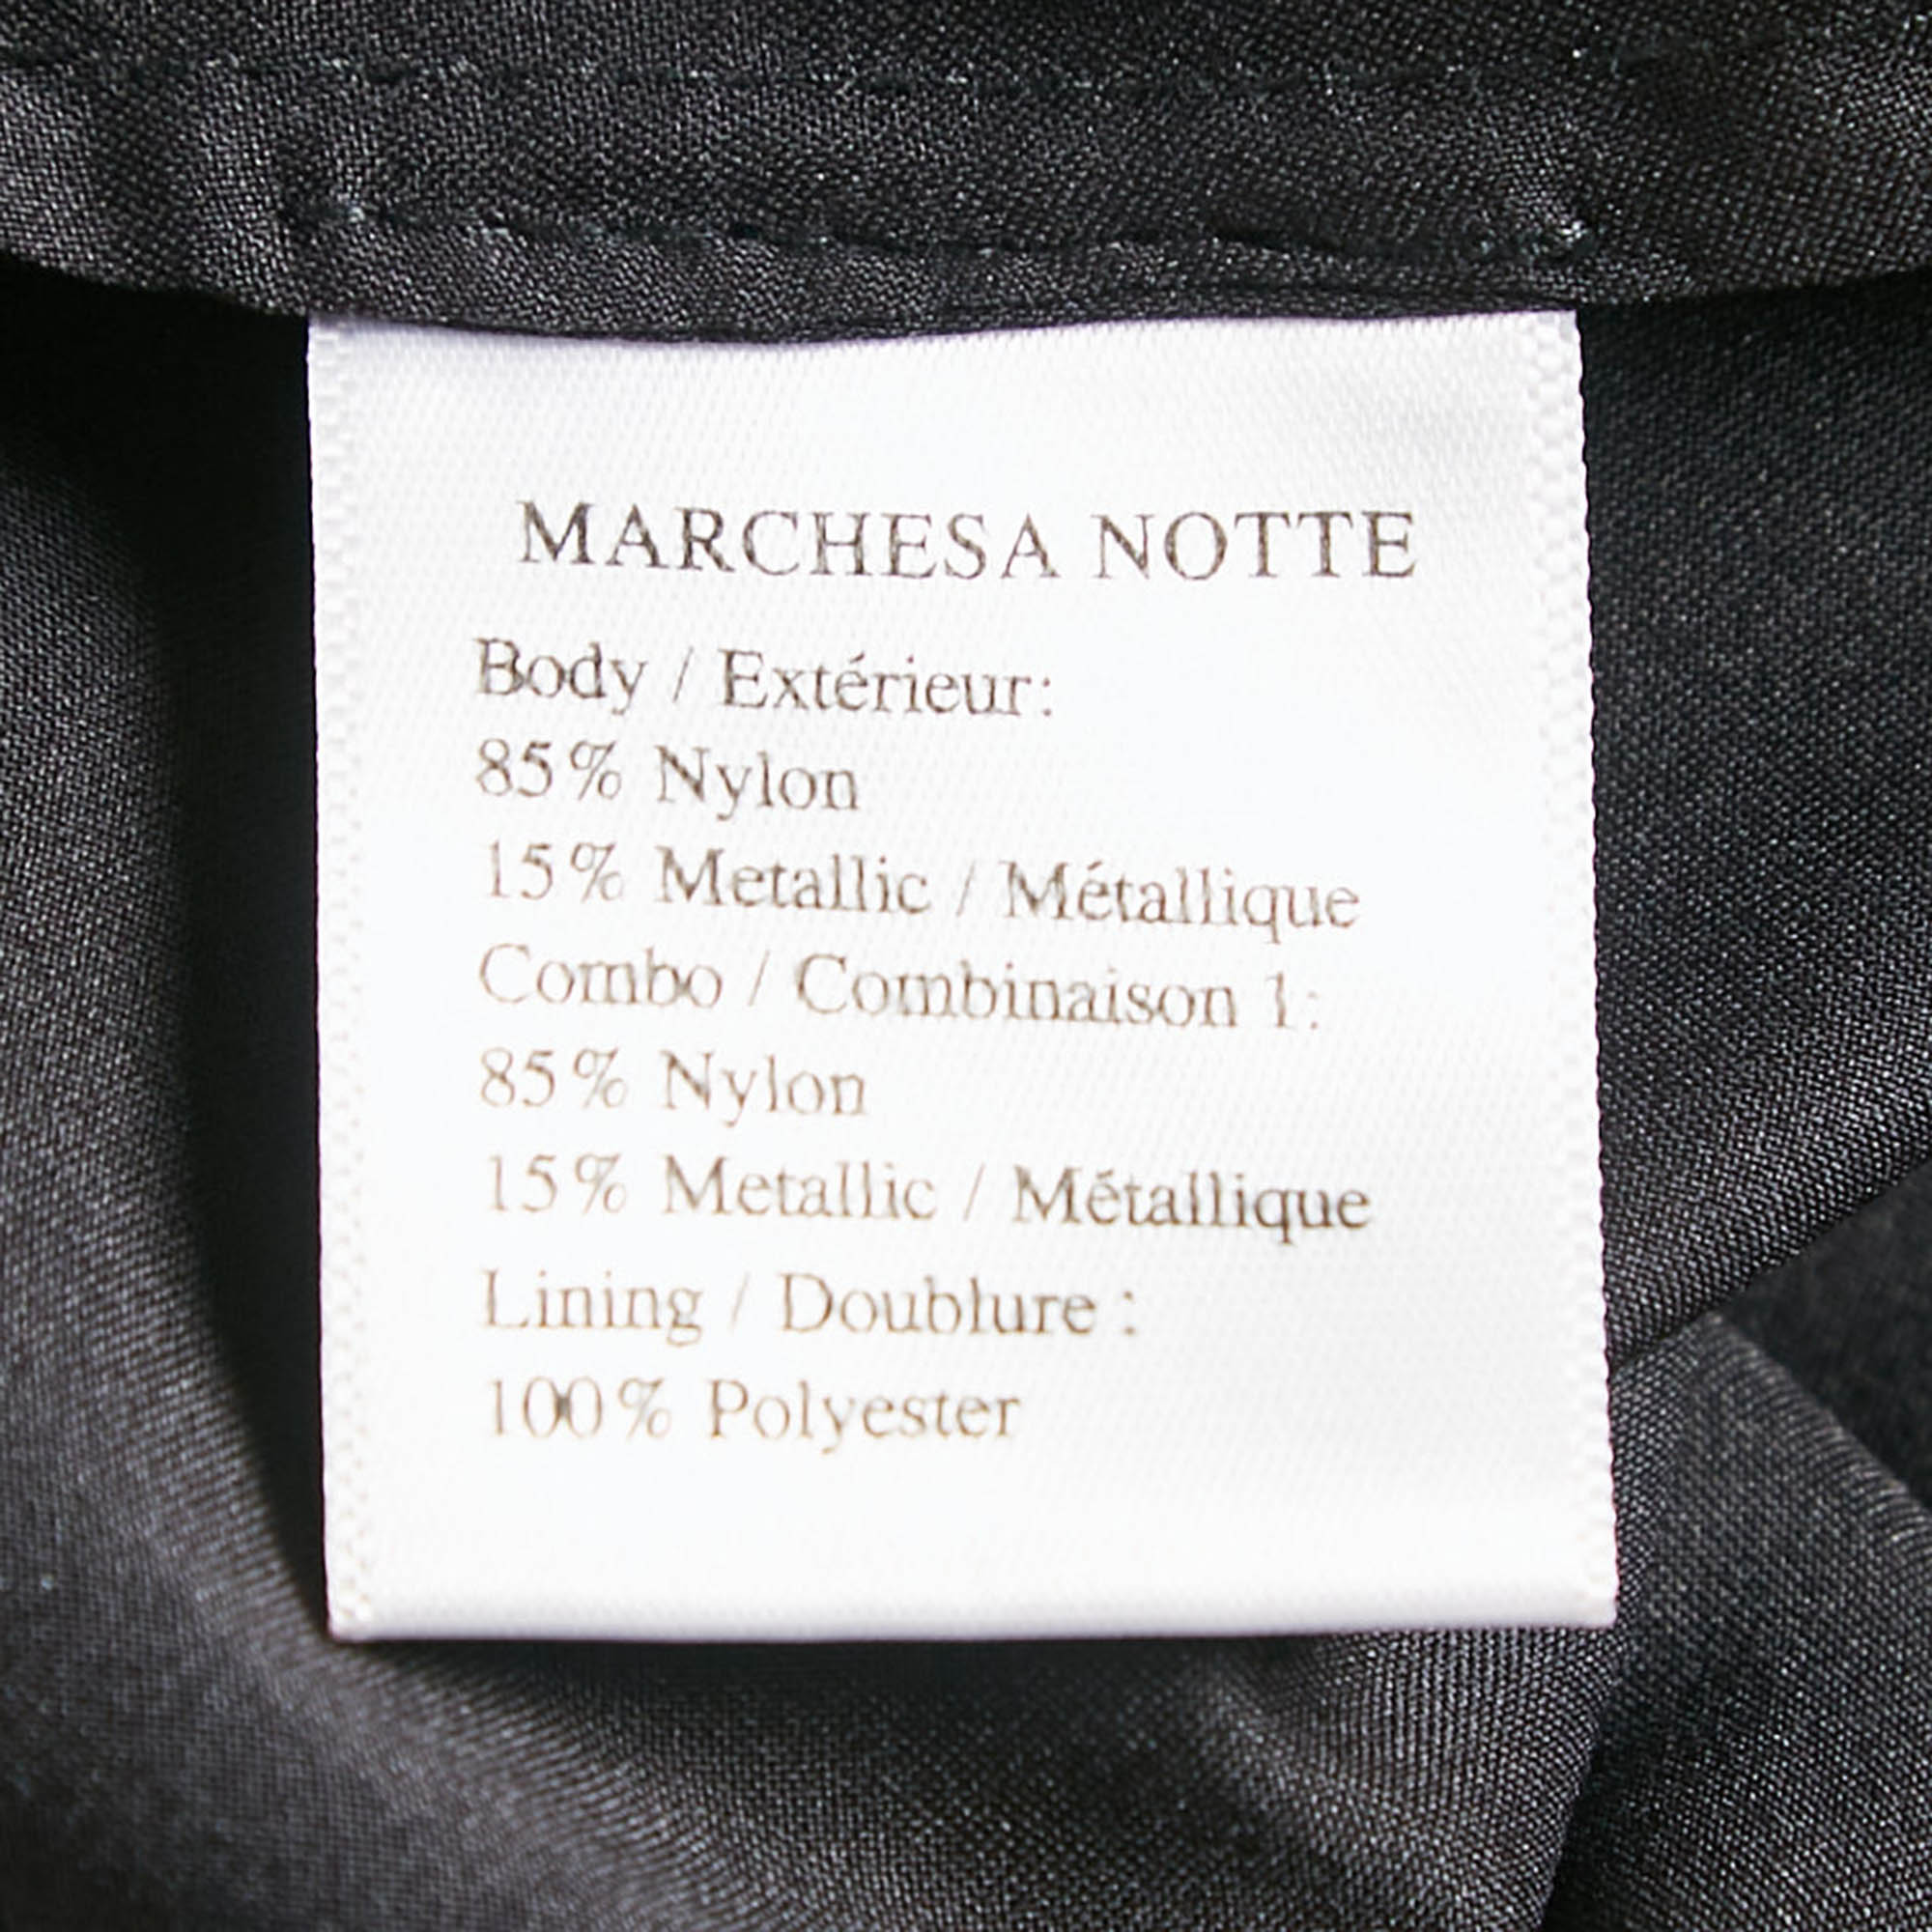 MARCHESA NOTTE
Body / Extérieur:
85% Nylon
15% Metallic / Métallique
Combo / Combinaison 1:
85% Nylon
15% Metallic / Métallique
Lining / Doublure :
100% Polyester